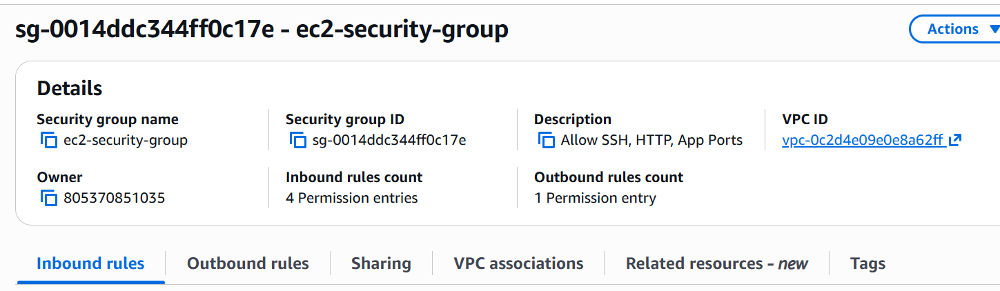 sg-0014ddc344ff0c17e - ec2-security-group
Actions
Details
Security group name
ec2-security-group
Security group ID
sg-0014ddc344ff0c17e
Description
Allow SSH, HTTP, App Ports
VPC ID
vpc-0c2d4e09e0e8a62ff
Owner
805370851035
Inbound rules count
4 Permission entries
Outbound rules count
1 Permission entry
Inbound rules
Outbound rules
Sharing
VPC associations
Related resources - new
Tags